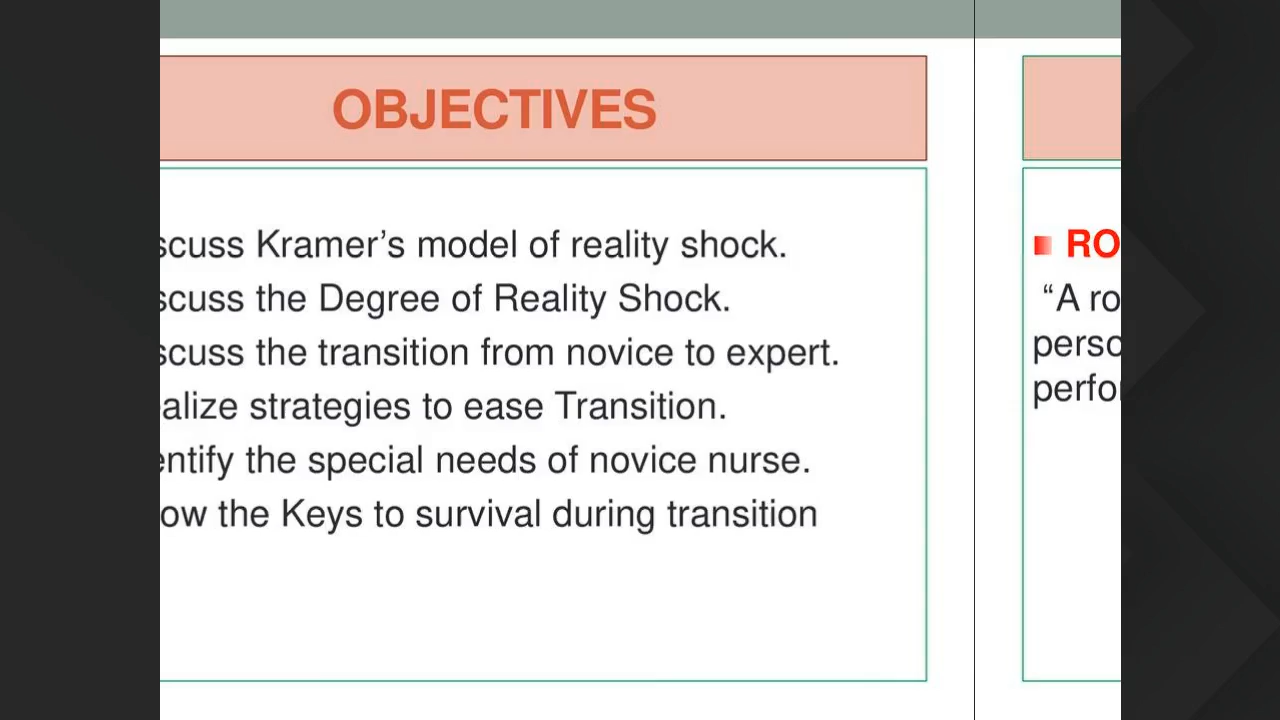 OBJECTIVES
scuss Kramer's model of reality shock.
scuss the Degree of Reality Shock.
scuss the transition from novice to expert.
alize strategies to ease Transition.
entify the special needs of novice nurse.
ow the Keys to survival during transition
RO
“A ro
perso
perfo